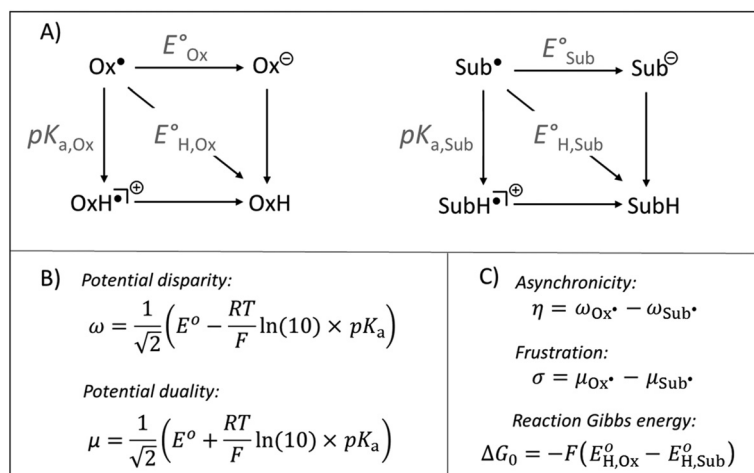 A)
Ox• E°Ox Ox⊖
Sub• E°Sub Sub⊖
pKa,Ox E°H,Ox
pKa,Sub E°H,Sub
OxH•⌉⊕ OxH
SubH•⌉⊕ SubH
B) Potential disparity:
ω = 1/√2 (E° − RT/F ln(10) × pKa)
Potential duality:
μ = 1/√2 (E° + RT/F ln(10) × pKa)
C) Asynchronicity:
η = ωOx• − ωSub•
Frustration:
σ = μOx• − μSub•
Reaction Gibbs energy:
ΔG0 = −F(E°H,Ox − E°H,Sub)